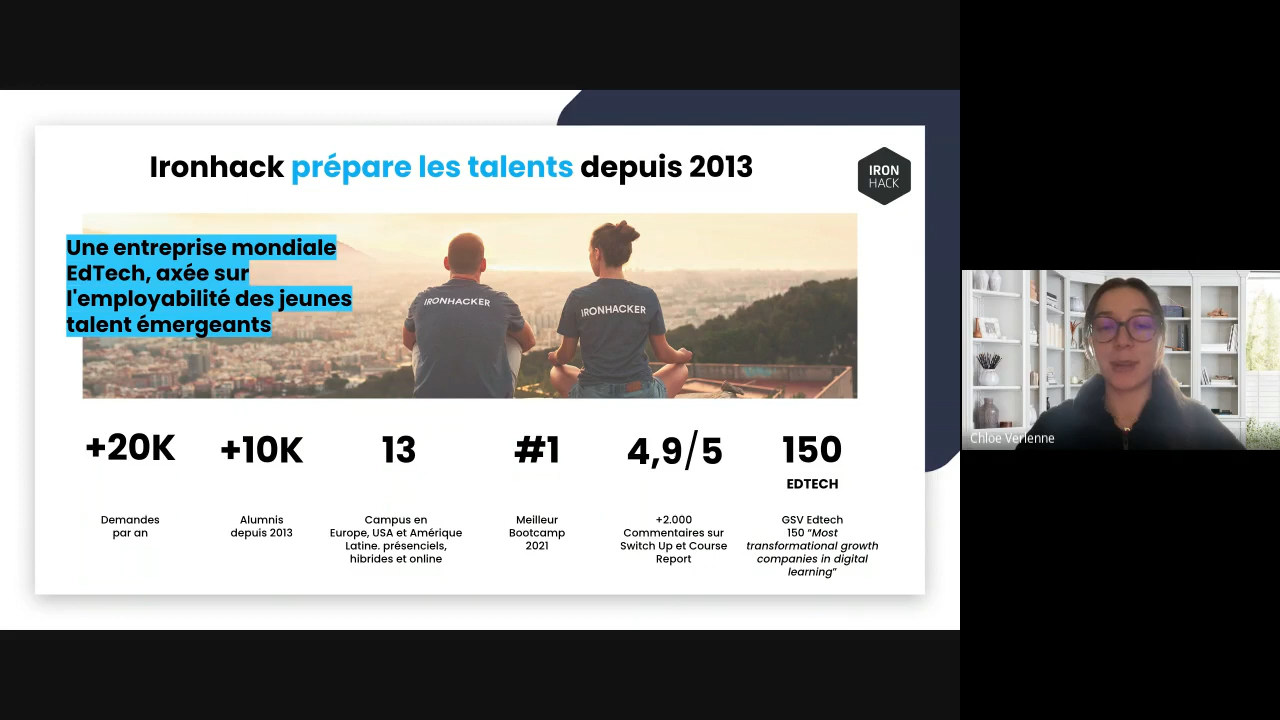 Ironhack prépare les talents depuis 2013
IRON
HACK
Une entreprise mondiale
EdTech, axée sur
l'employabilité des jeunes
talent émergeants
IRONHACKER
IRONHACKER
+20K
Demandes
par an
+10K
Alumnis
depuis 2013
13
Campus en
Europe, USA et Amérique
Latine. présenciels,
hibrides et online
#1
Meilleur
Bootcamp
2021
4,9/5
+2.000
Commentaires sur
Switch Up et Course
Report
150
EDTECH
GSV Edtech
150 “Most
transformational growth
companies in digital
learning”
Chloe Verienne